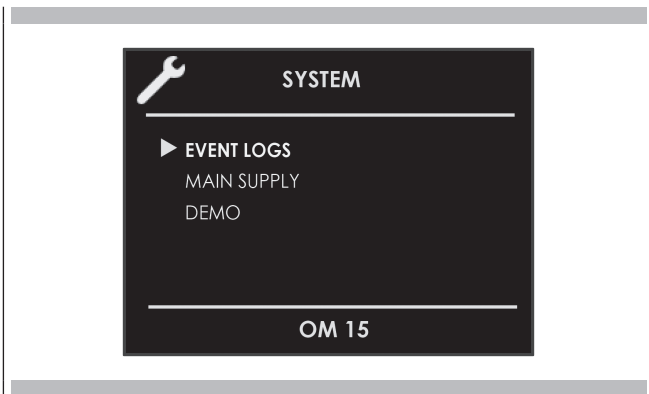 SYSTEM
EVENT LOGS
MAIN SUPPLY
DEMO
OM 15